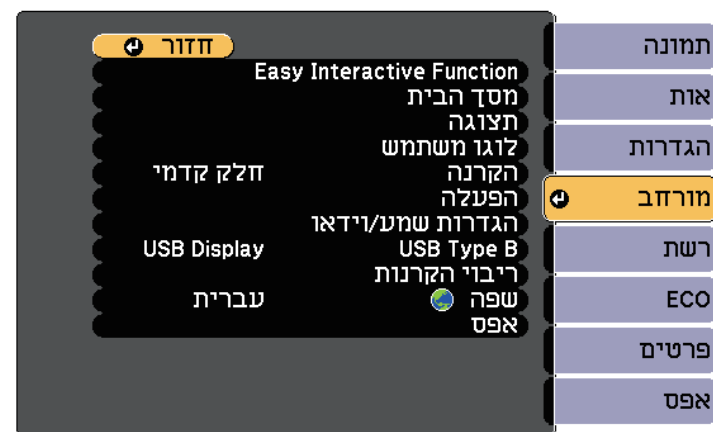 תמונה
אות
הגדרות
מורחב
רשת
ECO
פרטים
אפס
חזור
Easy Interactive Function
מסך הבית
תצוגה
לוגו משתמש
הקרנה חלק קדמי
הפעלה
הגדרות שמע/וידאו
USB Type B USB Display
ריבוי הקרנות
שפה עברית
אפס